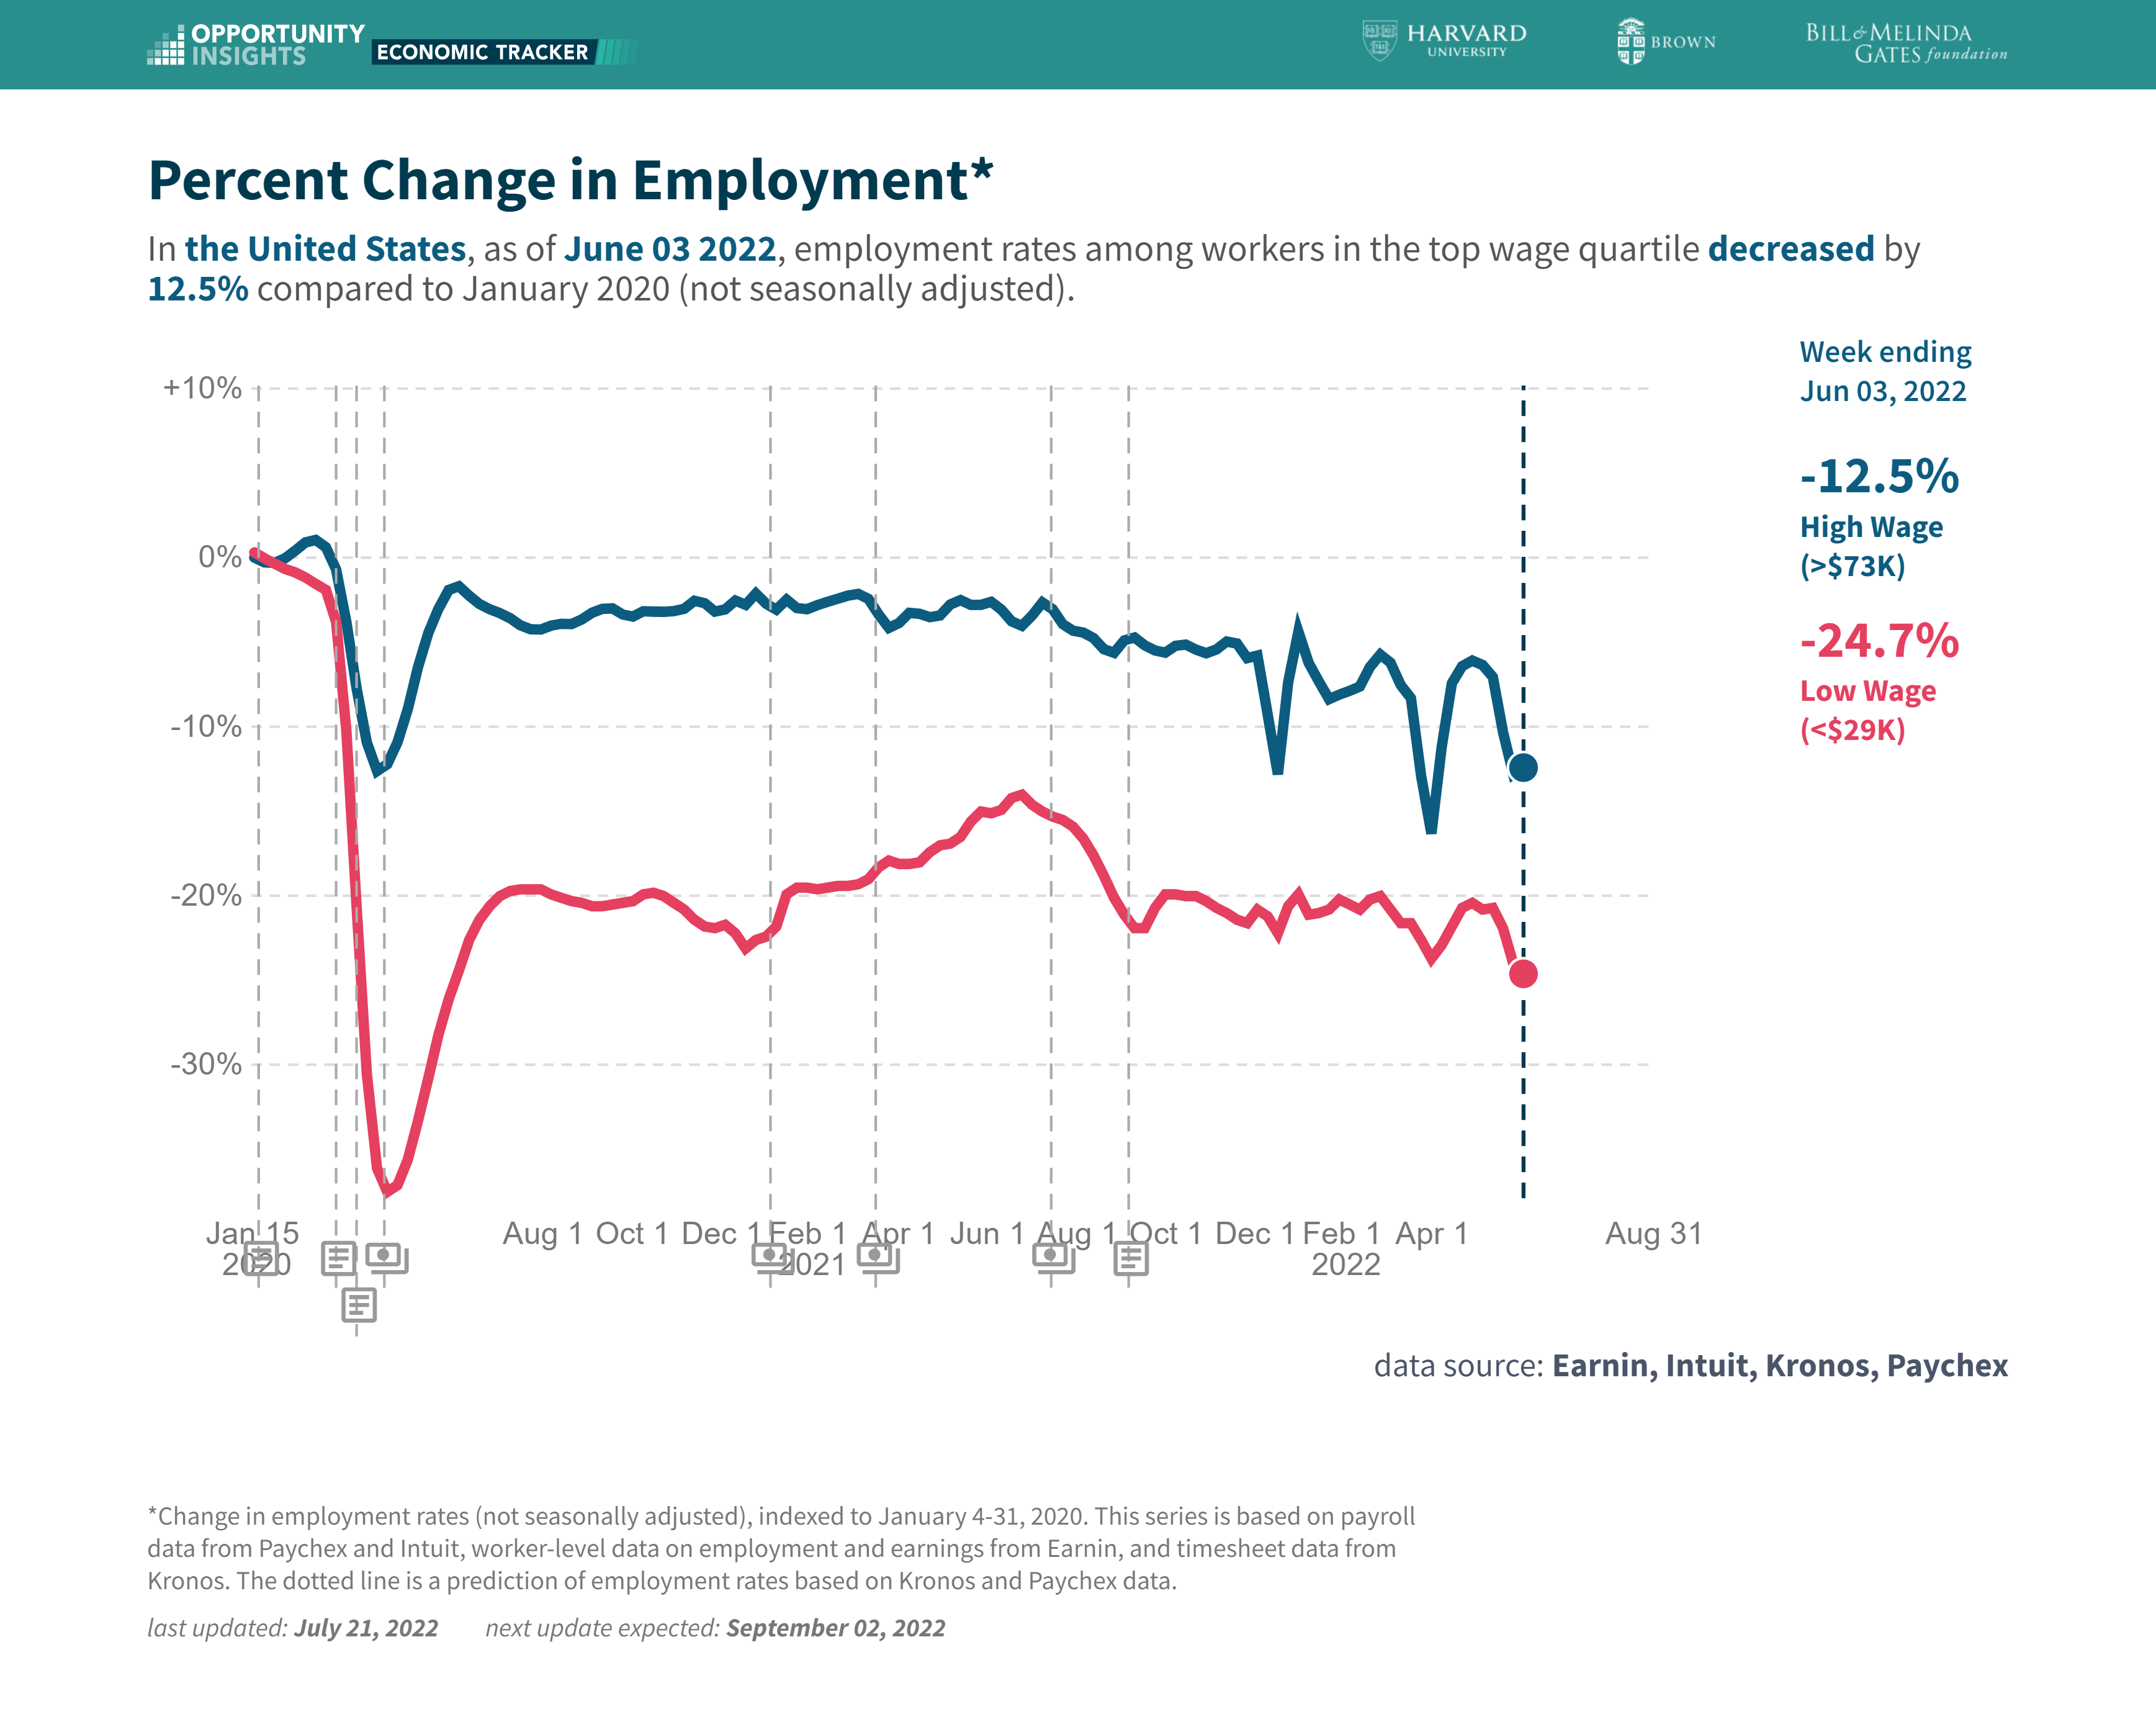 OPPORTUNITY
INSIGHTS
ECONOMIC TRACKER
HARVARD
UNIVERSITY
BROWN
BILL & MELINDA
GATES foundation
Percent Change in Employment*
In the United States, as of June 03 2022, employment rates among workers in the top wage quartile decreased by
12.5% compared to January 2020 (not seasonally adjusted).
Week ending
Jun 03, 2022
-12.5%
High Wage
(>$73K)
-24.7%
Low Wage
(<$29K)
+10%
0%
-10%
-20%
-30%
Jan 15 Aug 1 Oct 1 Dec 1 Feb 1 Apr 1 Jun 1 Aug 1 Oct 1 Dec 1 Feb 1 Apr 1 Aug 31
2020 2021 2022
data source: Earnin, Intuit, Kronos, Paychex
*Change in employment rates (not seasonally adjusted), indexed to January 4-31, 2020. This series is based on payroll
data from Paychex and Intuit, worker-level data on employment and earnings from Earnin, and timesheet data from
Kronos. The dotted line is a prediction of employment rates based on Kronos and Paychex data.
last updated: July 21, 2022 next update expected: September 02, 2022